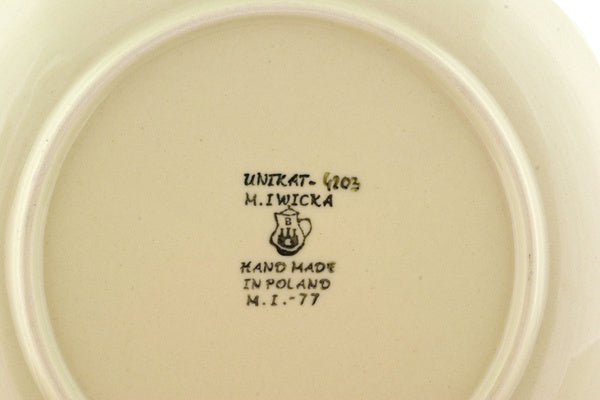 UNIKAT- 4203
M. IWICKA
B
HAND MADE
IN POLAND
M. I. -77